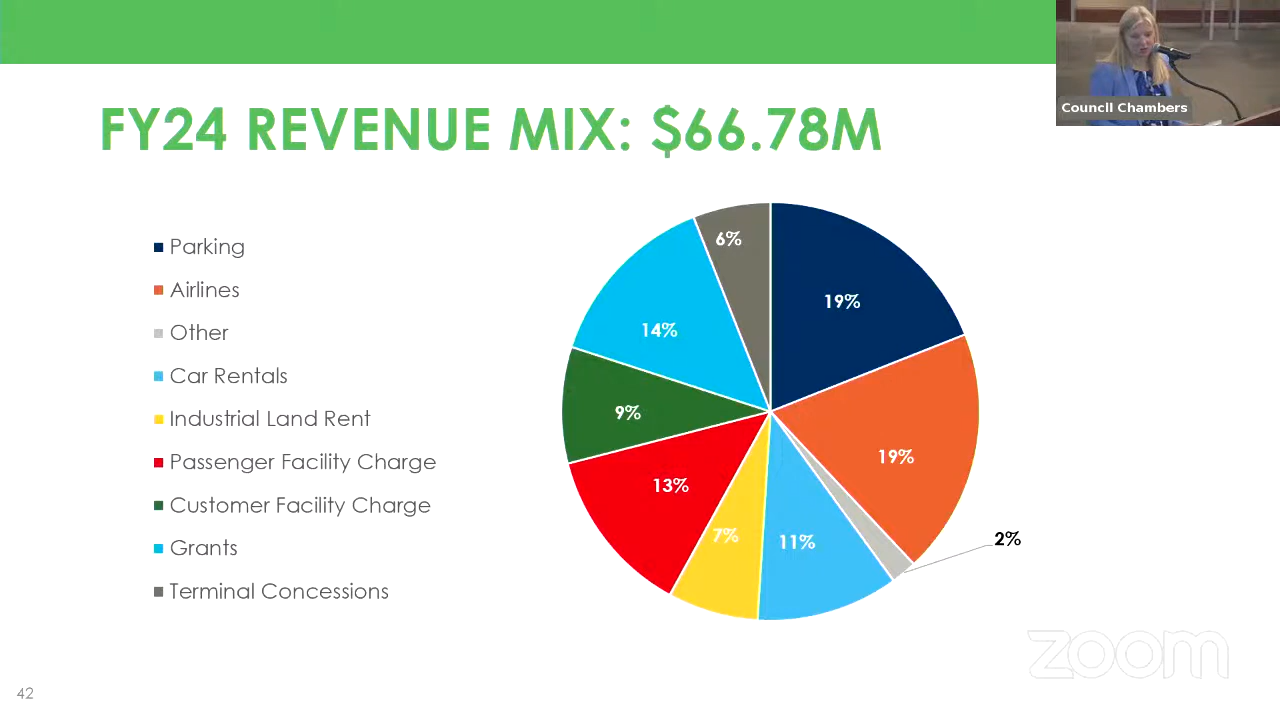 Council Chambers
FY24 REVENUE MIX: $66.78M
Parking
Airlines
Other
Car Rentals
Industrial Land Rent
Passenger Facility Charge
Customer Facility Charge
Grants
Terminal Concessions
6%
19%
14%
9%
19%
13%
7%
11%
2%
zoom
42